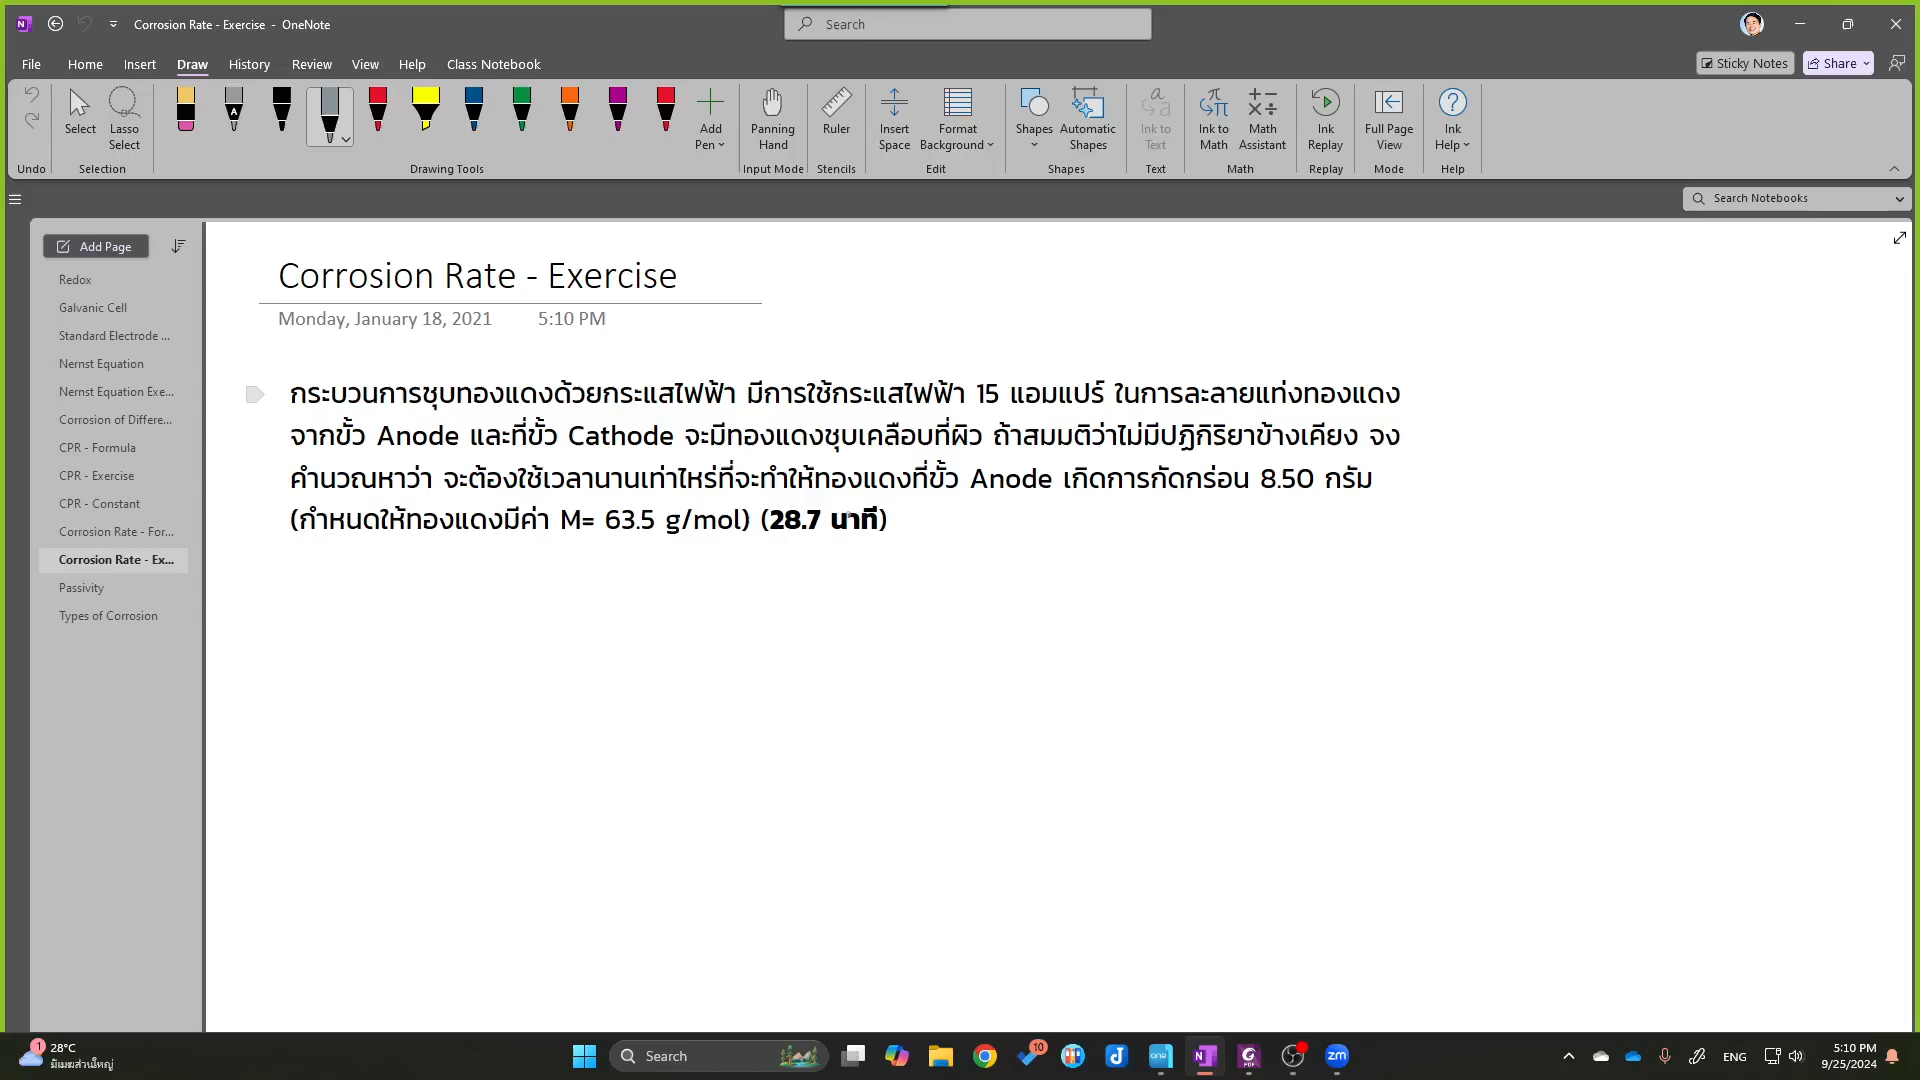 Corrosion Rate - Exercise - OneNote
Search
File Home Insert Draw History Review View Help Class Notebook
Sticky Notes Share
Select Lasso Select
A
Add Pen
Panning Hand
Ruler
Insert Space
Format Background
Shapes
Automatic Shapes
Ink to Text
Ink to Math
Math Assistant
Ink Replay
Full Page View
Ink Help
Undo Selection Drawing Tools Input Mode Stencils Edit Shapes Text Math Replay Mode Help
Search Notebooks
Add Page
Redox
Galvanic Cell
Standard Electrode ...
Nernst Equation
Nernst Equation Exe...
Corrosion of Differe...
CPR - Formula
CPR - Exercise
CPR - Constant
Corrosion Rate - For...
Corrosion Rate - Ex...
Passivity
Types of Corrosion
Corrosion Rate - Exercise
Monday, January 18, 2021 5:10 PM
กระบวนการชุบทองแดงด้วยกระแสไฟฟ้า มีการใช้กระแสไฟฟ้า 15 แอมแปร์ ในการละลายแท่งทองแดง
จากขั้ว Anode และที่ขั้ว Cathode จะมีทองแดงชุบเคลือบที่ผิว ถ้าสมมติว่าไม่มีปฏิกิริยาข้างเคียง จง
คำนวณหาว่า จะต้องใช้เวลานานเท่าไหร่ที่จะทำให้ทองแดงที่ขั้ว Anode เกิดการกัดกร่อน 8.50 กรัม
(กำหนดให้ทองแดงมีค่า M= 63.5 g/mol) (28.7 นาที)
1
28°C
มีเมฆส่วนใหญ่
Search
10
one
zm
ENG
5:10 PM
9/25/2024